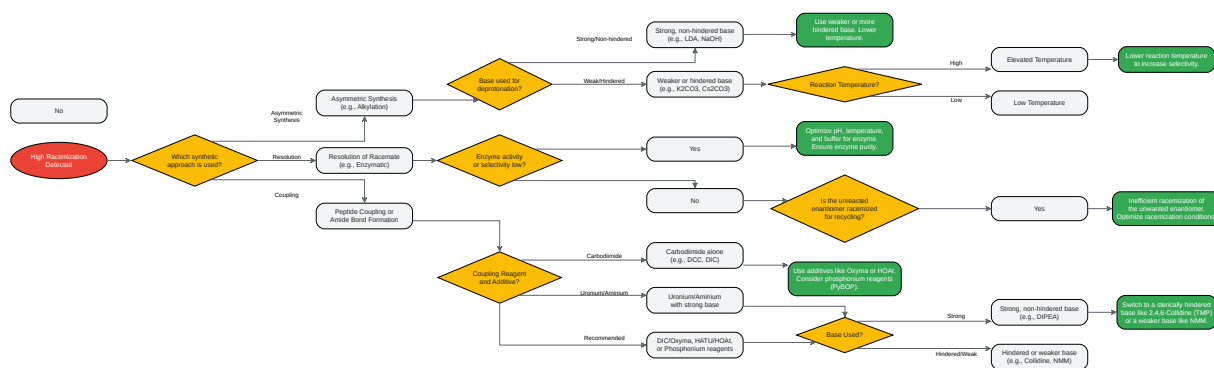 No
High Racemization
Detected
Which synthetic
approach is used?
Asymmetric
Synthesis
Resolution
Coupling
Asymmetric Synthesis
(e.g., Alkylation)
Resolution of Racemate
(e.g., Enzymatic)
Peptide Coupling or
Amide Bond Formation
Base used for
deprotonation?
Strong/Non-hindered
Weak/Hindered
Strong, non-hindered base
(e.g., LDA, NaOH)
Use weaker or more
hindered base. Lower
temperature.
Weaker or hindered base
(e.g., K2CO3, Cs2CO3)
Reaction Temperature?
High
Low
Elevated Temperature
Lower reaction temperature
to increase selectivity.
Low Temperature
Enzyme activity
or selectivity low?
Yes
Optimize pH, temperature,
and buffer for enzyme.
Ensure enzyme purity.
No
Is the unreacted
enantiomer racemized
for recycling?
Yes
Inefficient racemization of
the unwanted enantiomer.
Optimize racemization conditions
Coupling Reagent
and Additive?
Carbodiimide
Uronium/Aminium
Recommended
Carbodiimide alone
(e.g., DCC, DIC)
Use additives like Oxyma or HOAt.
Consider phosphonium reagents
(PyBOP).
Uronium/Aminium
with strong base
DIC/Oxyma, HATU/HOAt,
or Phosphonium reagents
Base Used?
Strong
Hindered/Weak
Strong, non-hindered base
(e.g., DIPEA)
Switch to a sterically hindered
base like 2,4,6-Collidine (TMP)
or a weaker base like NMM.
Hindered or weaker base
(e.g., Collidine, NMM)